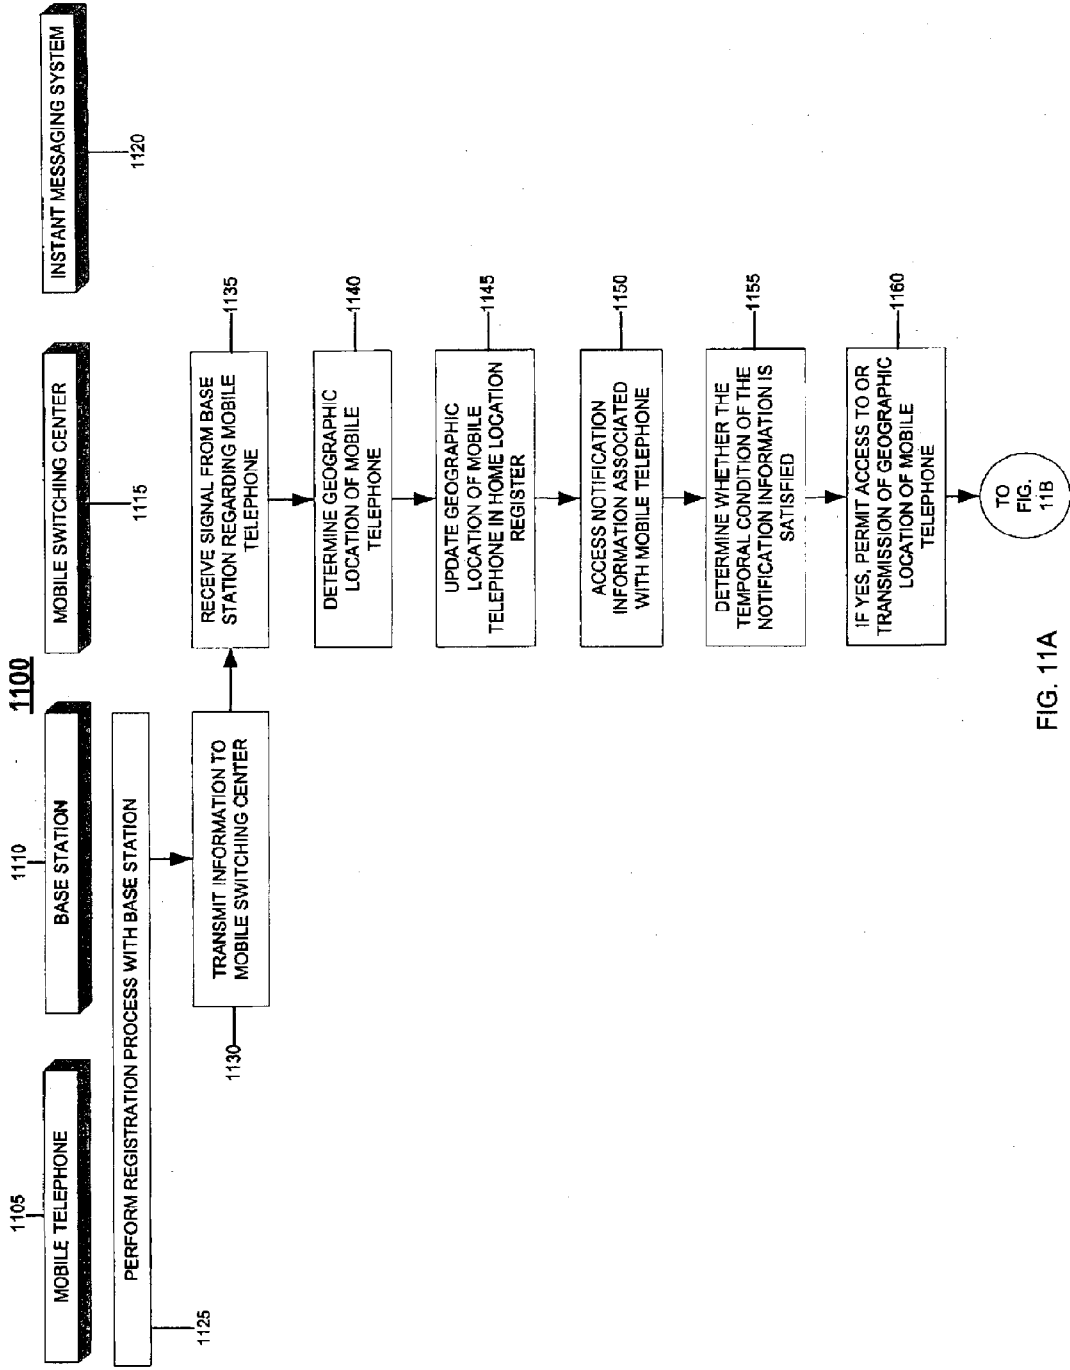 1100
1105
1110
MOBILE TELEPHONE
BASE STATION
MOBILE SWITCHING CENTER
INSTANT MESSAGING SYSTEM
1115
1120
PERFORM REGISTRATION PROCESS WITH BASE STATION
1125
TRANSMIT INFORMATION TO
MOBILE SWITCHING CENTER
1130
RECEIVE SIGNAL FROM BASE
STATION REGARDING MOBILE
TELEPHONE
1135
DETERMINE GEOGRAPHIC
LOCATION OF MOBILE
TELEPHONE
1140
UPDATE GEOGRAPHIC
LOCATION OF MOBILE
TELEPHONE IN HOME LOCATION
REGISTER
1145
ACCESS NOTIFICATION
INFORMATION ASSOCIATED
WITH MOBILE TELEPHONE
1150
DETERMINE WHETHER THE
TEMPORAL CONDITION OF THE
NOTIFICATION INFORMATION IS
SATISFIED
1155
IF YES, PERMIT ACCESS TO OR
TRANSMISSION OF GEOGRAPHIC
LOCATION OF MOBILE
TELEPHONE
1160
TO
FIG.
11B
FIG. 11A